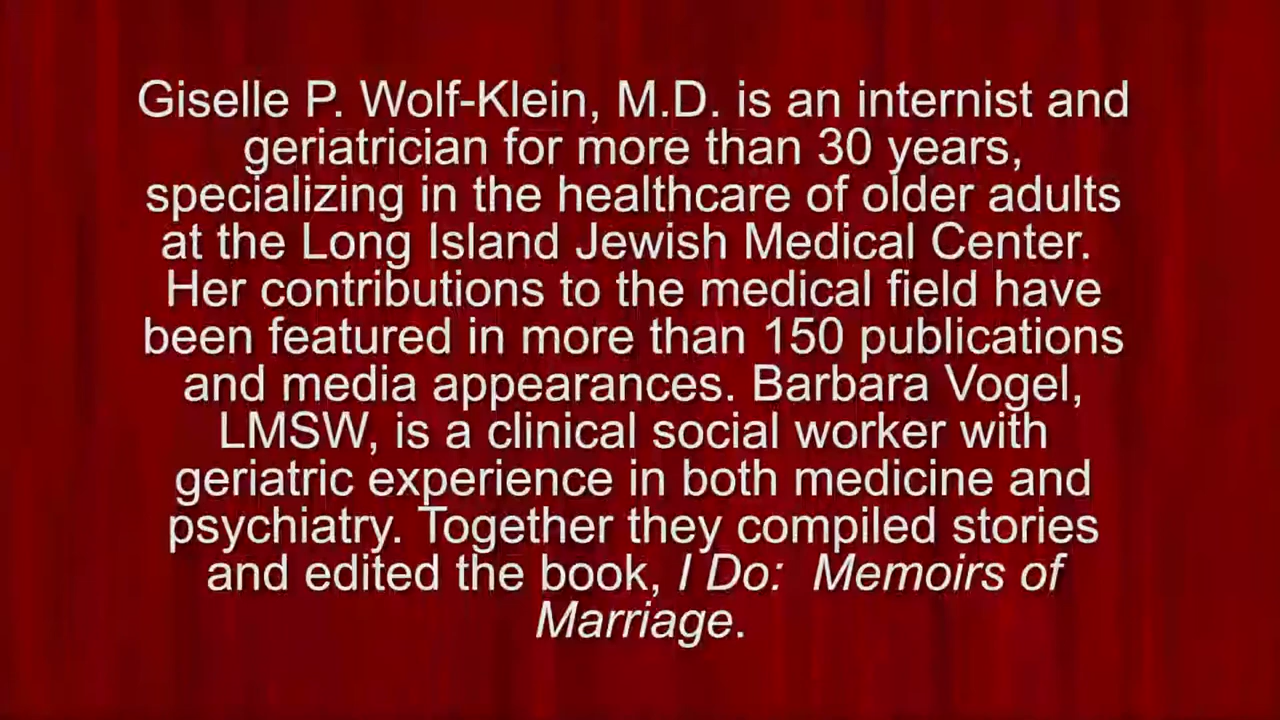 Giselle P. Wolf-Klein, M.D. is an internist and
geriatrician for more than 30 years,
specializing in the healthcare of older adults
at the Long Island Jewish Medical Center.
Her contributions to the medical field have
been featured in more than 150 publications
and media appearances. Barbara Vogel,
LMSW, is a clinical social worker with
geriatric experience in both medicine and
psychiatry. Together they compiled stories
and edited the book, I Do:  Memoirs of
Marriage.